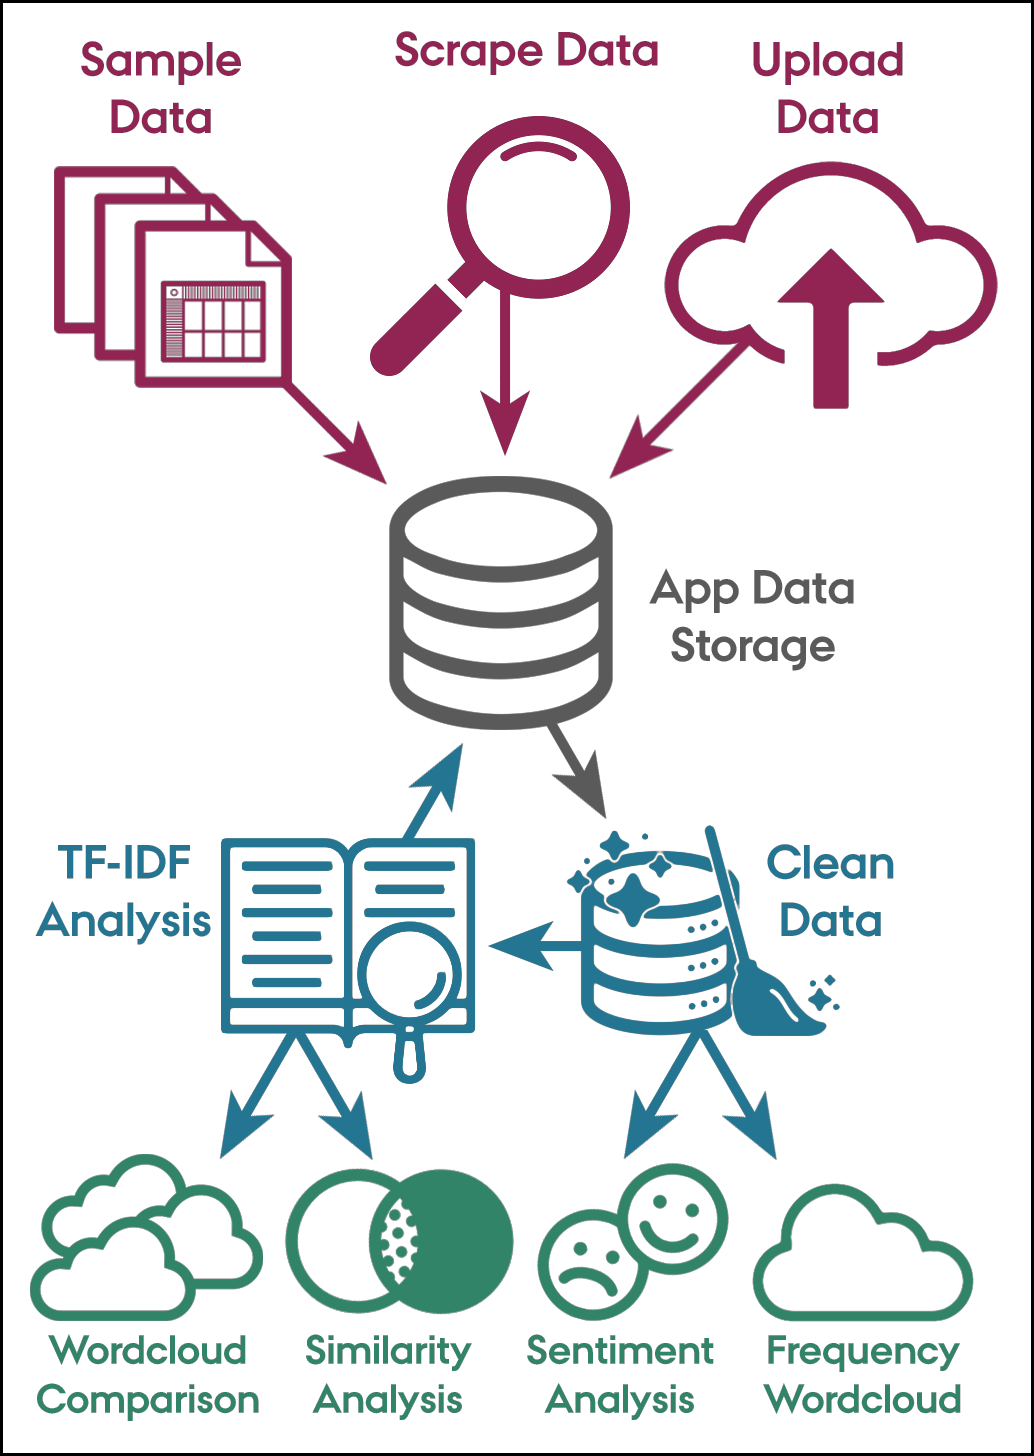 Sample
Data
Scrape Data
Upload
Data
App Data
Storage
TF-IDF
Analysis
Clean
Data
Wordcloud
Comparison
Similarity
Analysis
Sentiment
Analysis
Frequency
Wordcloud